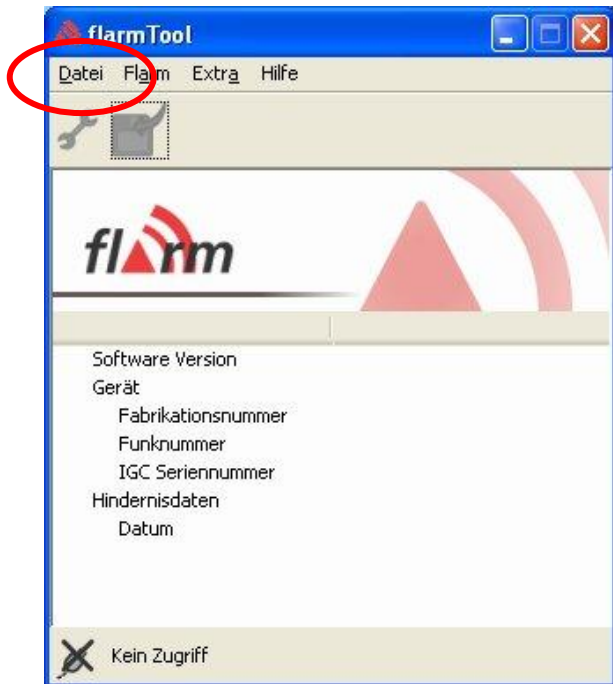 flarmTool
Datei Flarm Extra Hilfe
flarm
Software Version
Gerät
Fabrikationsnummer
Funknummer
IGC Seriennummer
Hindernisdaten
Datum
Kein Zugriff